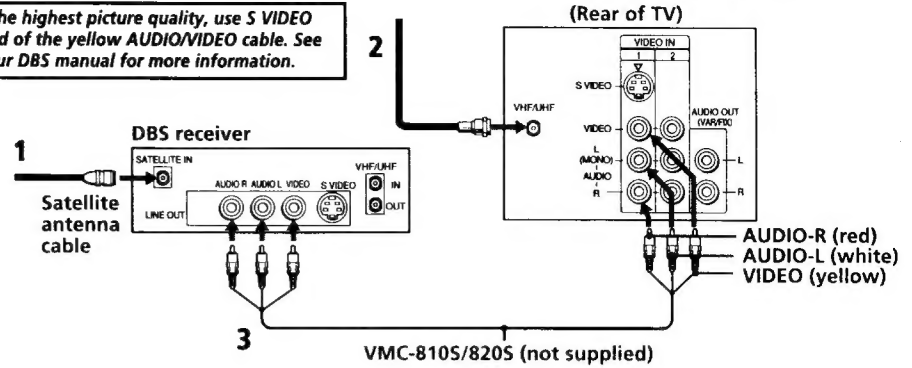 he highest picture quality, use S VIDEO
d of the yellow AUDIO/VIDEO cable. See
ur DBS manual for more information.
2
(Rear of TV)
VIDEO IN
1 2
S VIDEO
VHF/UHF
VIDEO
AUDIO OUT
(VAR/FIX)
L
(MONO)
AUDIO
R
L
R
DBS receiver
1
SATELLITE IN
VHF/UHF
AUDIO R AUDIO L VIDEO S VIDEO
IN
OUT
LINE OUT
Satellite
antenna
cable
AUDIO-R (red)
AUDIO-L (white)
VIDEO (yellow)
3
VMC-810S/820S (not supplied)